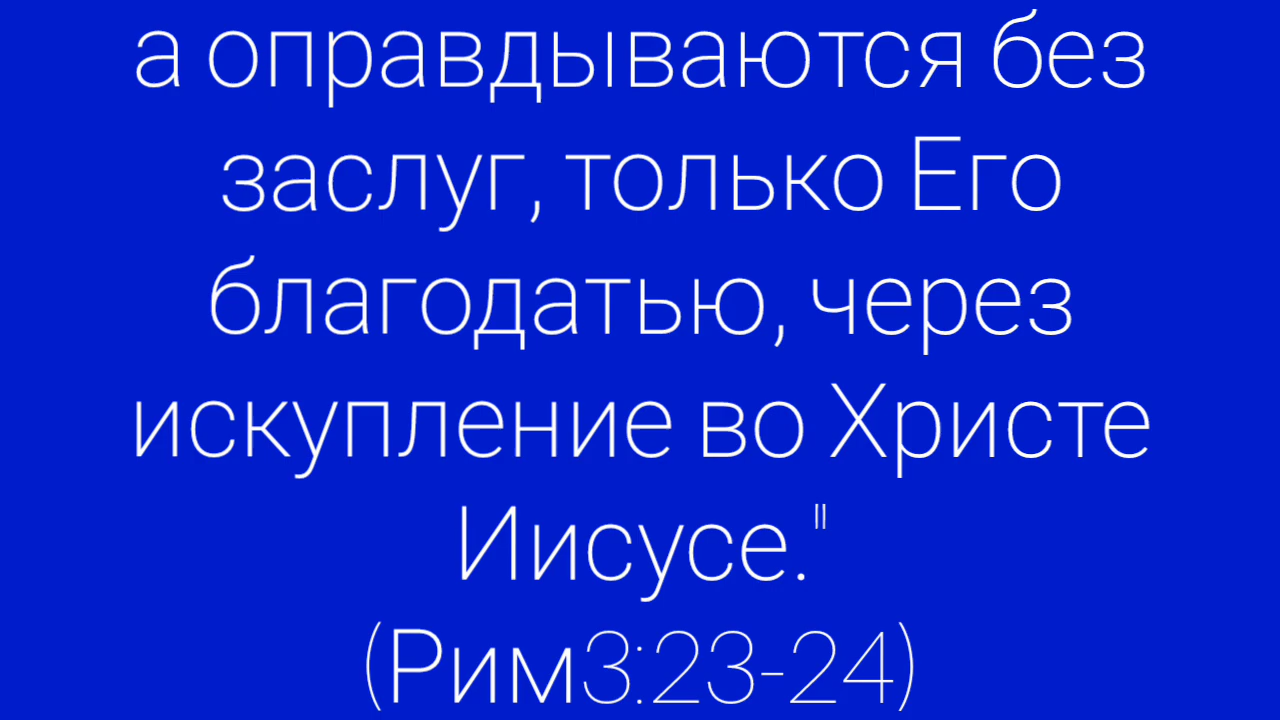 а оправдываются без
заслуг, только Его
благодатью, через
искупление во Христе
Иисусе."
(Рим3:23-24)